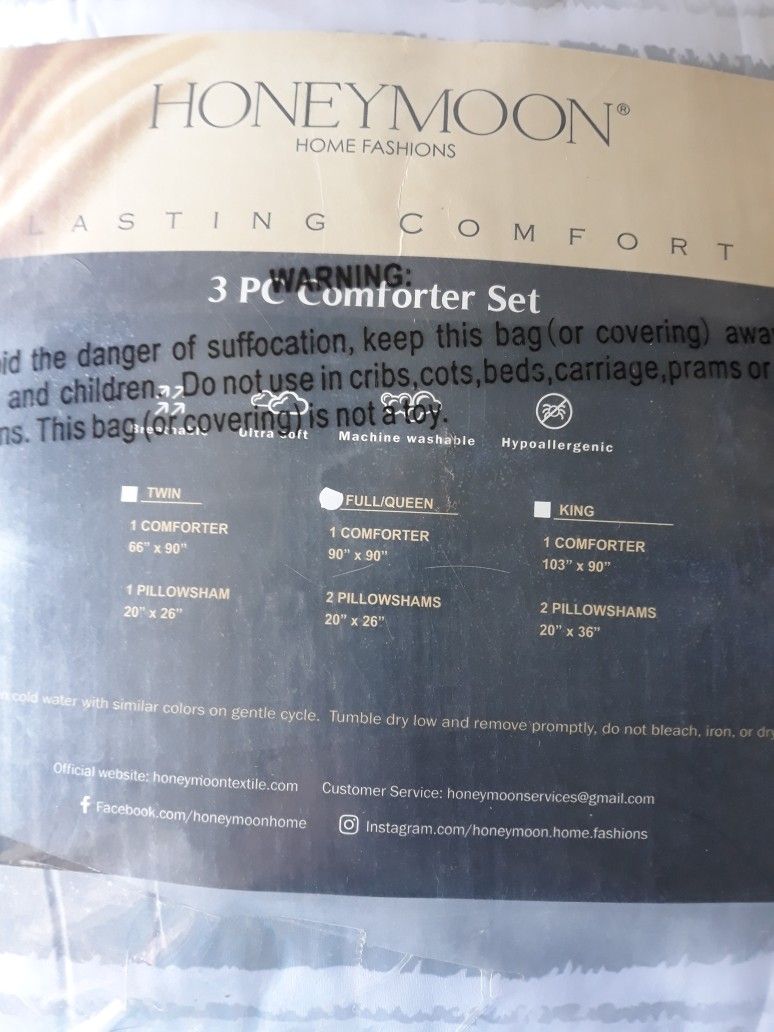 HONEYMOON®
HOME FASHIONS
LASTING COMFORT
WARNING:
3 PC Comforter Set
the danger of suffocation, keep this bag (or covering)
and children. Do not use in cribs,cots,beds,carriage,prams or
This bag (or covering) is not a toy.
Breathable
Ultra Soft
Machine washable
Hypoallergenic
TWIN
1 COMFORTER
66" x 90"
1 PILLOWSHAM
20" x 26"
FULL/QUEEN
1 COMFORTER
90" x 90"
2 PILLOWSHAMS
20" x 26"
KING
1 COMFORTER
103" x 90"
2 PILLOWSHAMS
20" x 36"
cold water with similar colors on gentle cycle. Tumble dry low and remove promptly, do not bleach, iron, or
Official website: honeymoontextile.com
Customer Service: honeymoonservices@gmail.com
Facebook.com/honeymoonhome
Instagram.com/honeymoon.home.fashions